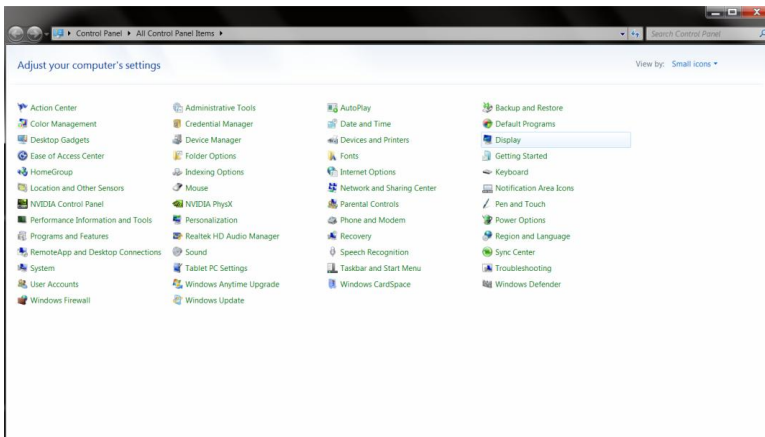 Control Panel ▸ All Control Panel Items ▸ Search Control Panel
Adjust your computer's settings View by: Small icons
Action Center Administrative Tools AutoPlay Backup and Restore
Color Management Credential Manager Date and Time Default Programs
Desktop Gadgets Device Manager Devices and Printers Display
Ease of Access Center Folder Options Fonts Getting Started
HomeGroup Indexing Options Internet Options Keyboard
Location and Other Sensors Mouse Network and Sharing Center Notification Area Icons
NVIDIA Control Panel NVIDIA PhysX Parental Controls Pen and Touch
Performance Information and Tools Personalization Phone and Modem Power Options
Programs and Features Realtek HD Audio Manager Recovery Region and Language
RemoteApp and Desktop Connections Sound Speech Recognition Sync Center
System Tablet PC Settings Taskbar and Start Menu Troubleshooting
User Accounts Windows Anytime Upgrade Windows CardSpace Windows Defender
Windows Firewall Windows Update